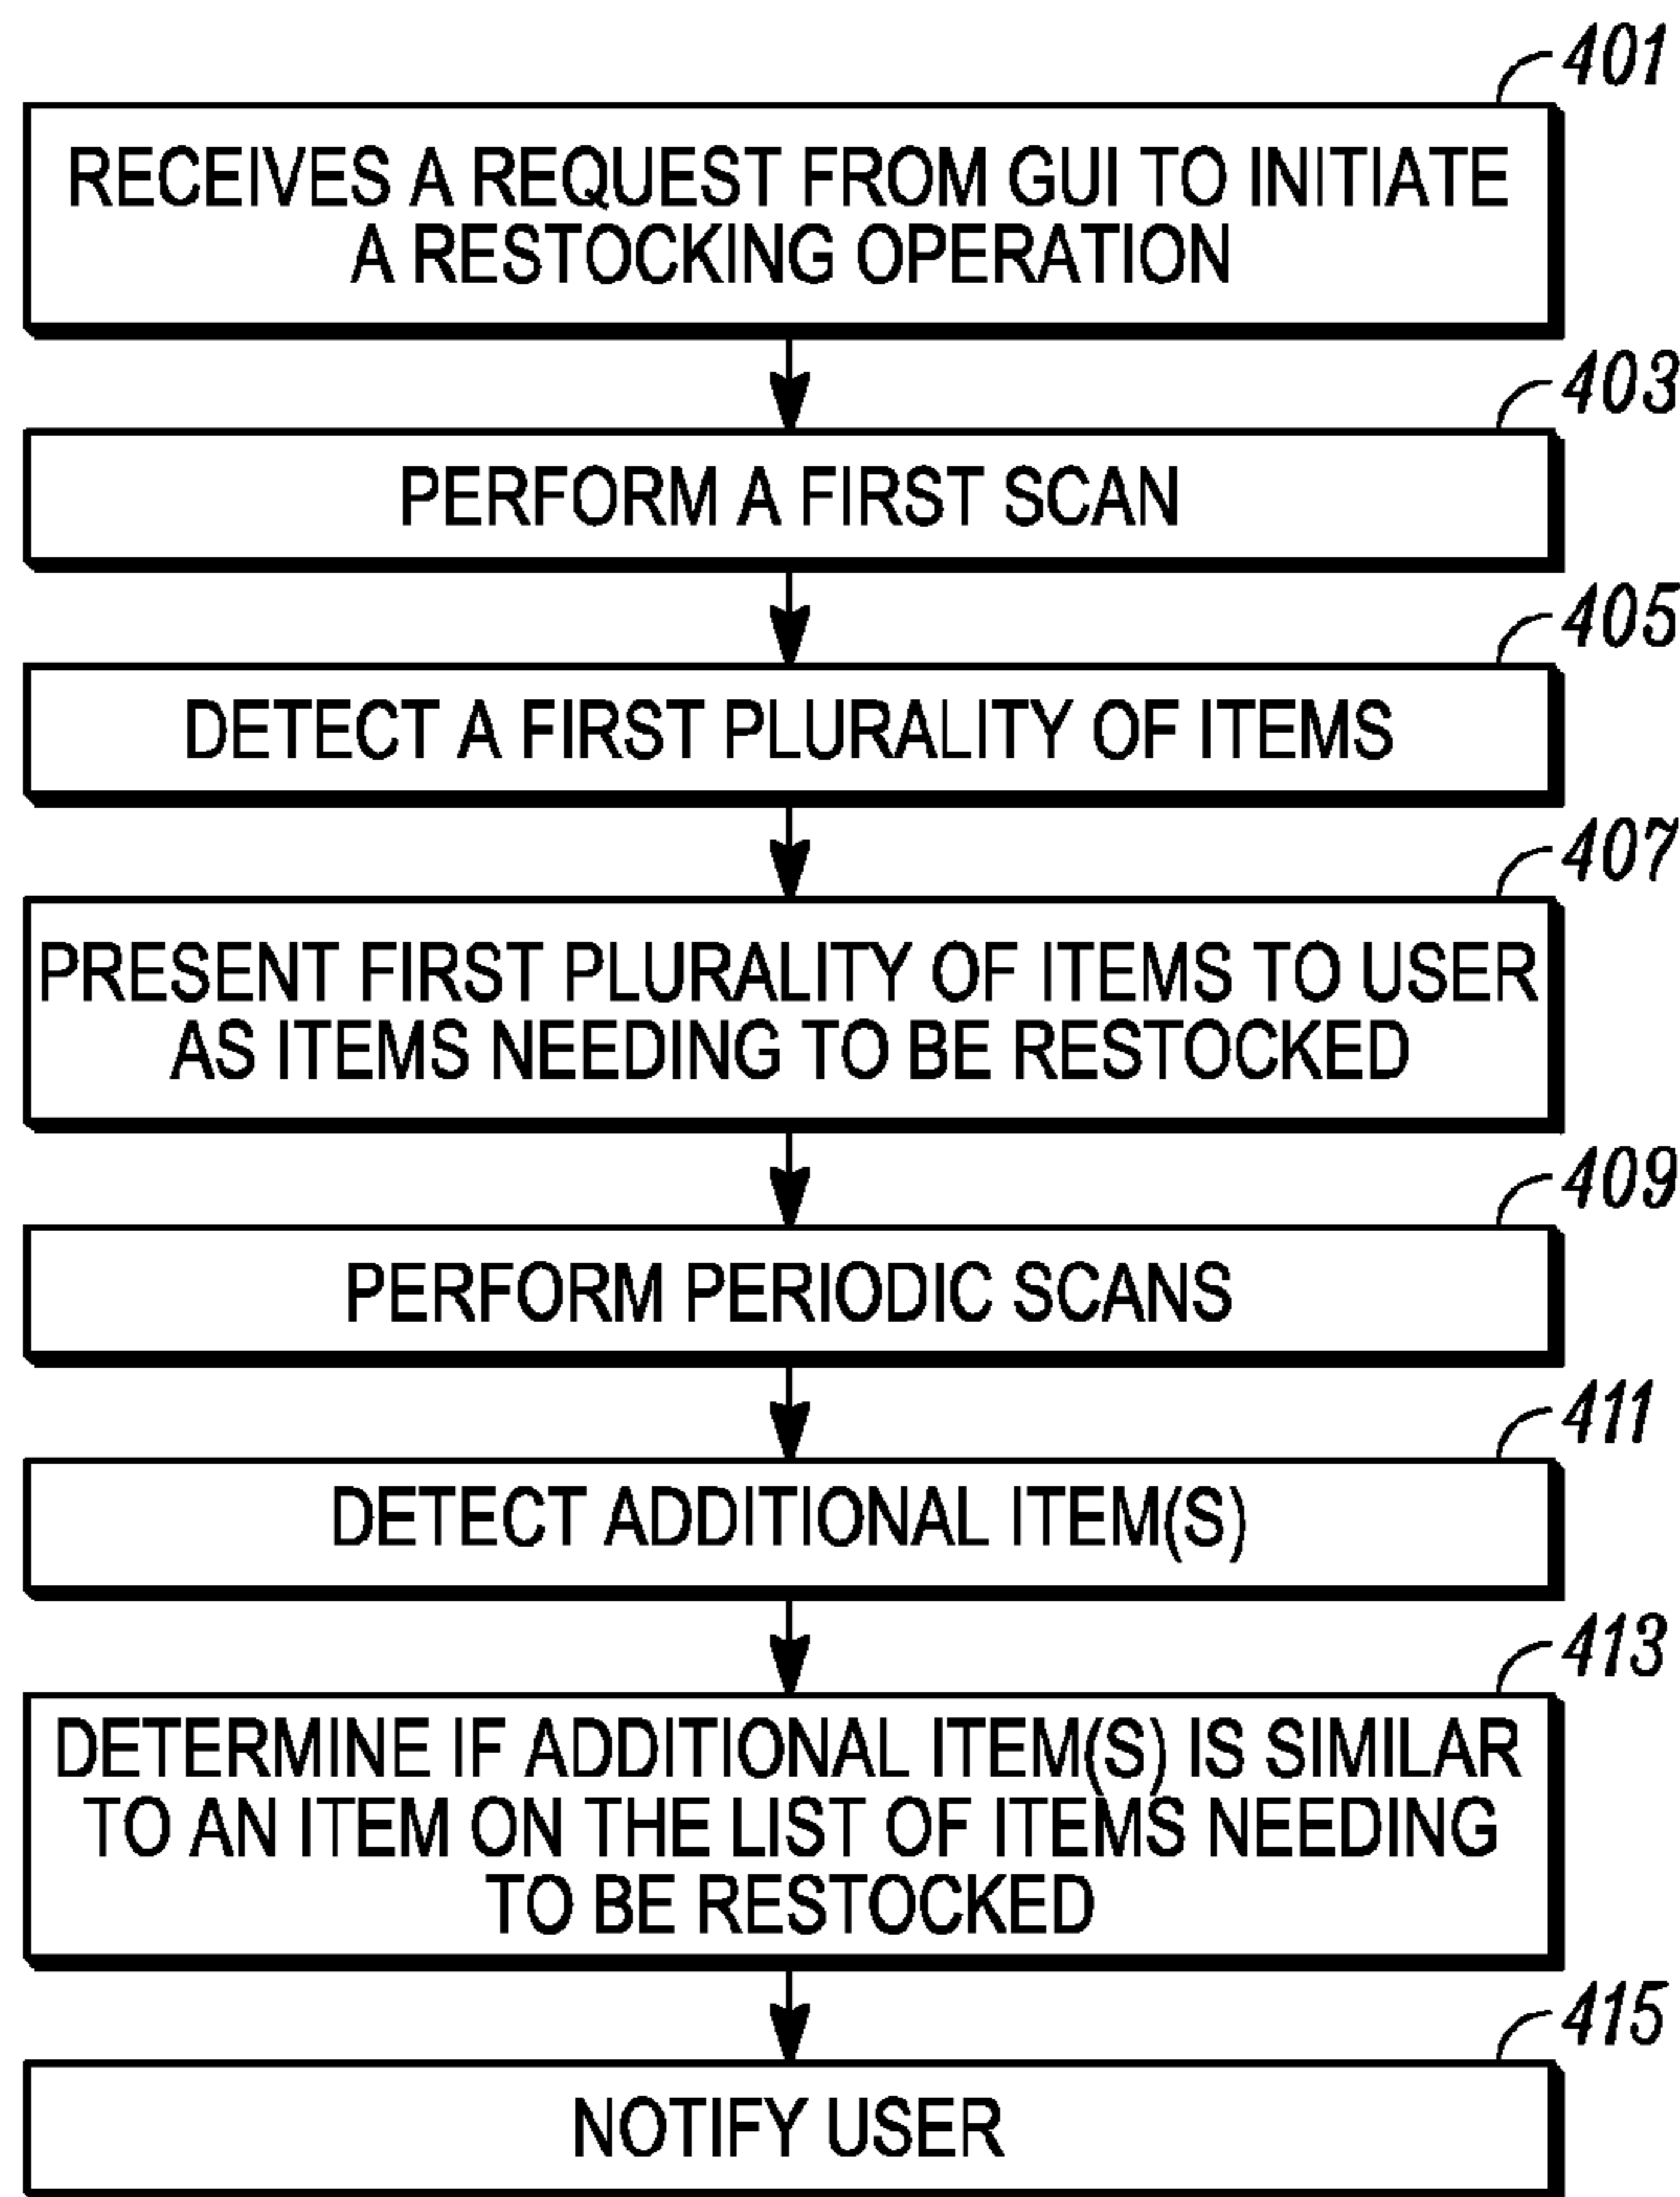 401
RECEIVES A REQUEST FROM GUI TO INITIATE
A RESTOCKING OPERATION
403
PERFORM A FIRST SCAN
405
DETECT A FIRST PLURALITY OF ITEMS
407
PRESENT FIRST PLURALITY OF ITEMS TO USER
AS ITEMS NEEDING TO BE RESTOCKED
409
PERFORM PERIODIC SCANS
411
DETECT ADDITIONAL ITEM(S)
413
DETERMINE IF ADDITIONAL ITEM(S) IS SIMILAR
TO AN ITEM ON THE LIST OF ITEMS NEEDING
TO BE RESTOCKED
415
NOTIFY USER